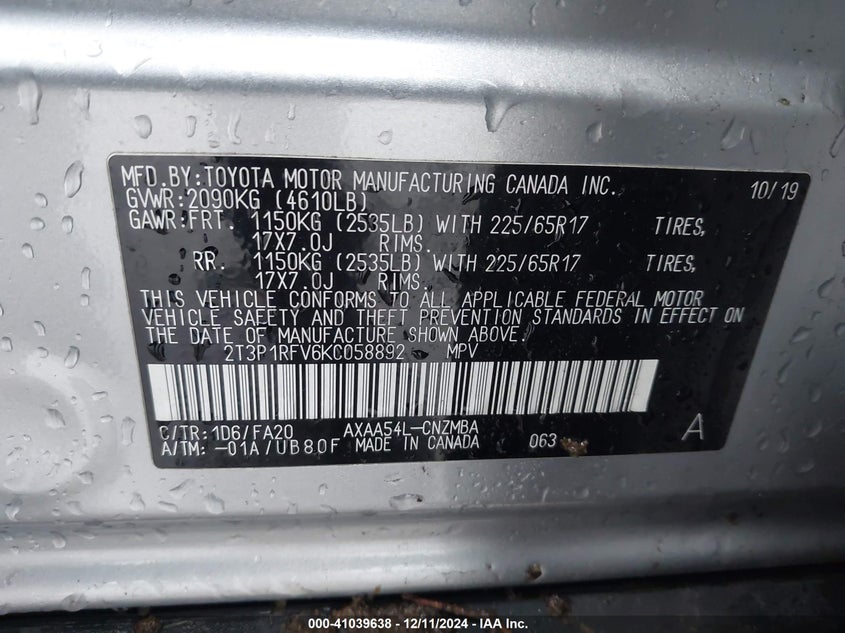 MFD.BY:TOYOTA MOTOR MANUFACTURING CANADA INC. 10/19
GVWR:2090KG (4610LB)
GAWR:FRT. 1150KG (2535LB) WITH 225/65R17 TIRES,
17X7.0J RIMS.
RR. 1150KG (2535LB) WITH 225/65R17 TIRES,
17X7.0J RIMS.
THIS VEHICLE CONFORMS TO ALL APPLICABLE FEDERAL MOTOR
VEHICLE SAFETY AND THEFT PREVENTION STANDARDS IN EFFECT ON
THE DATE OF MANUFACTURE SHOWN ABOVE.
2T3P1RFV6KC058892 MPV
C/TR:1D6/FA20 AXAA54L-CNZMBA A
A/TM:-01A/UB80F MADE IN CANADA 063
000-41039638 - 12/11/2024 - IAA Inc.